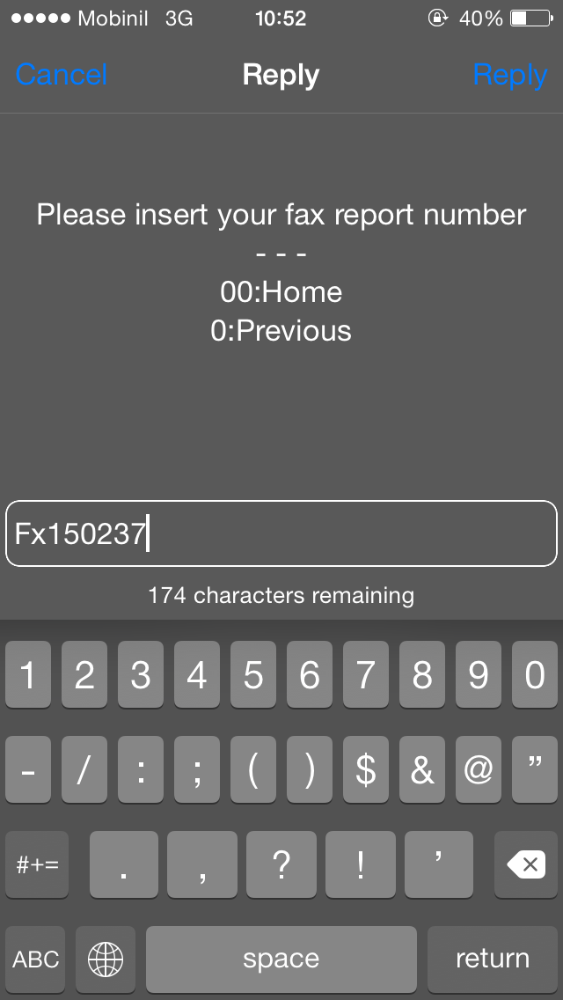 Mobinil 3G 10:52 40%
Cancel Reply Reply
Please insert your fax report number
- - -
00:Home
0:Previous
Fx150237
174 characters remaining
1 2 3 4 5 6 7 8 9 0
- / : ; ( ) $ & @ ”
#+= . , ? ! ’
ABC space return